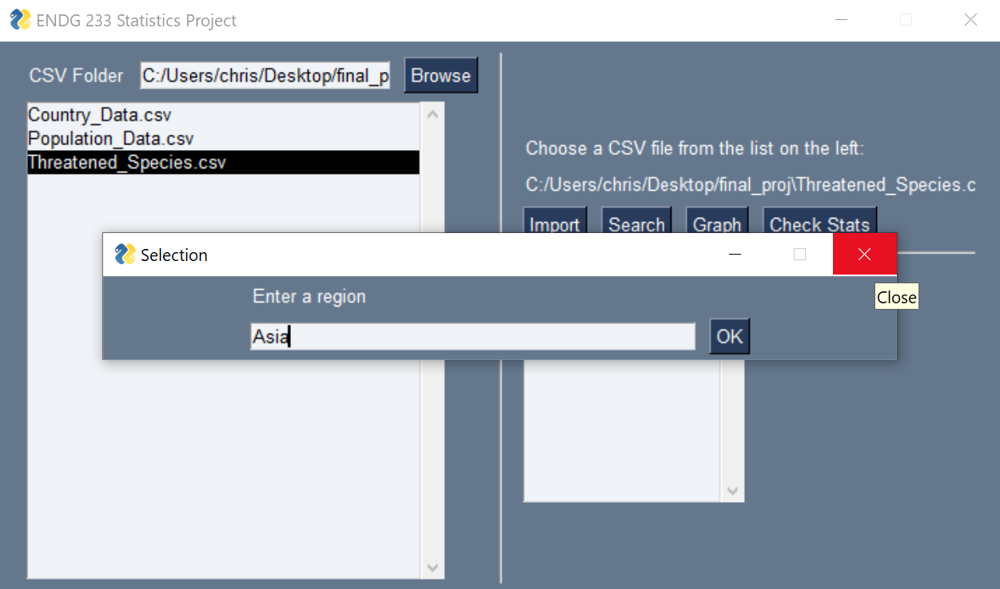 ENDG 233 Statistics Project
CSV Folder C:/Users/chris/Desktop/final_p Browse
Country_Data.csv
Population_Data.csv
Threatened_Species.csv
Choose a CSV file from the list on the left:
C:/Users/chris/Desktop/final_proj\Threatened_Species.c
Import Search Graph Check Stats
Selection
Close
Enter a region
Asia OK